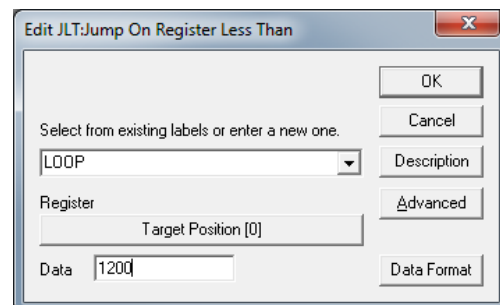 Edit JLT:Jump On Register Less Than
OK
Cancel
Select from existing labels or enter a new one.
LOOP
Description
Register
Advanced
Target Position [0]
Data 1200
Data Format